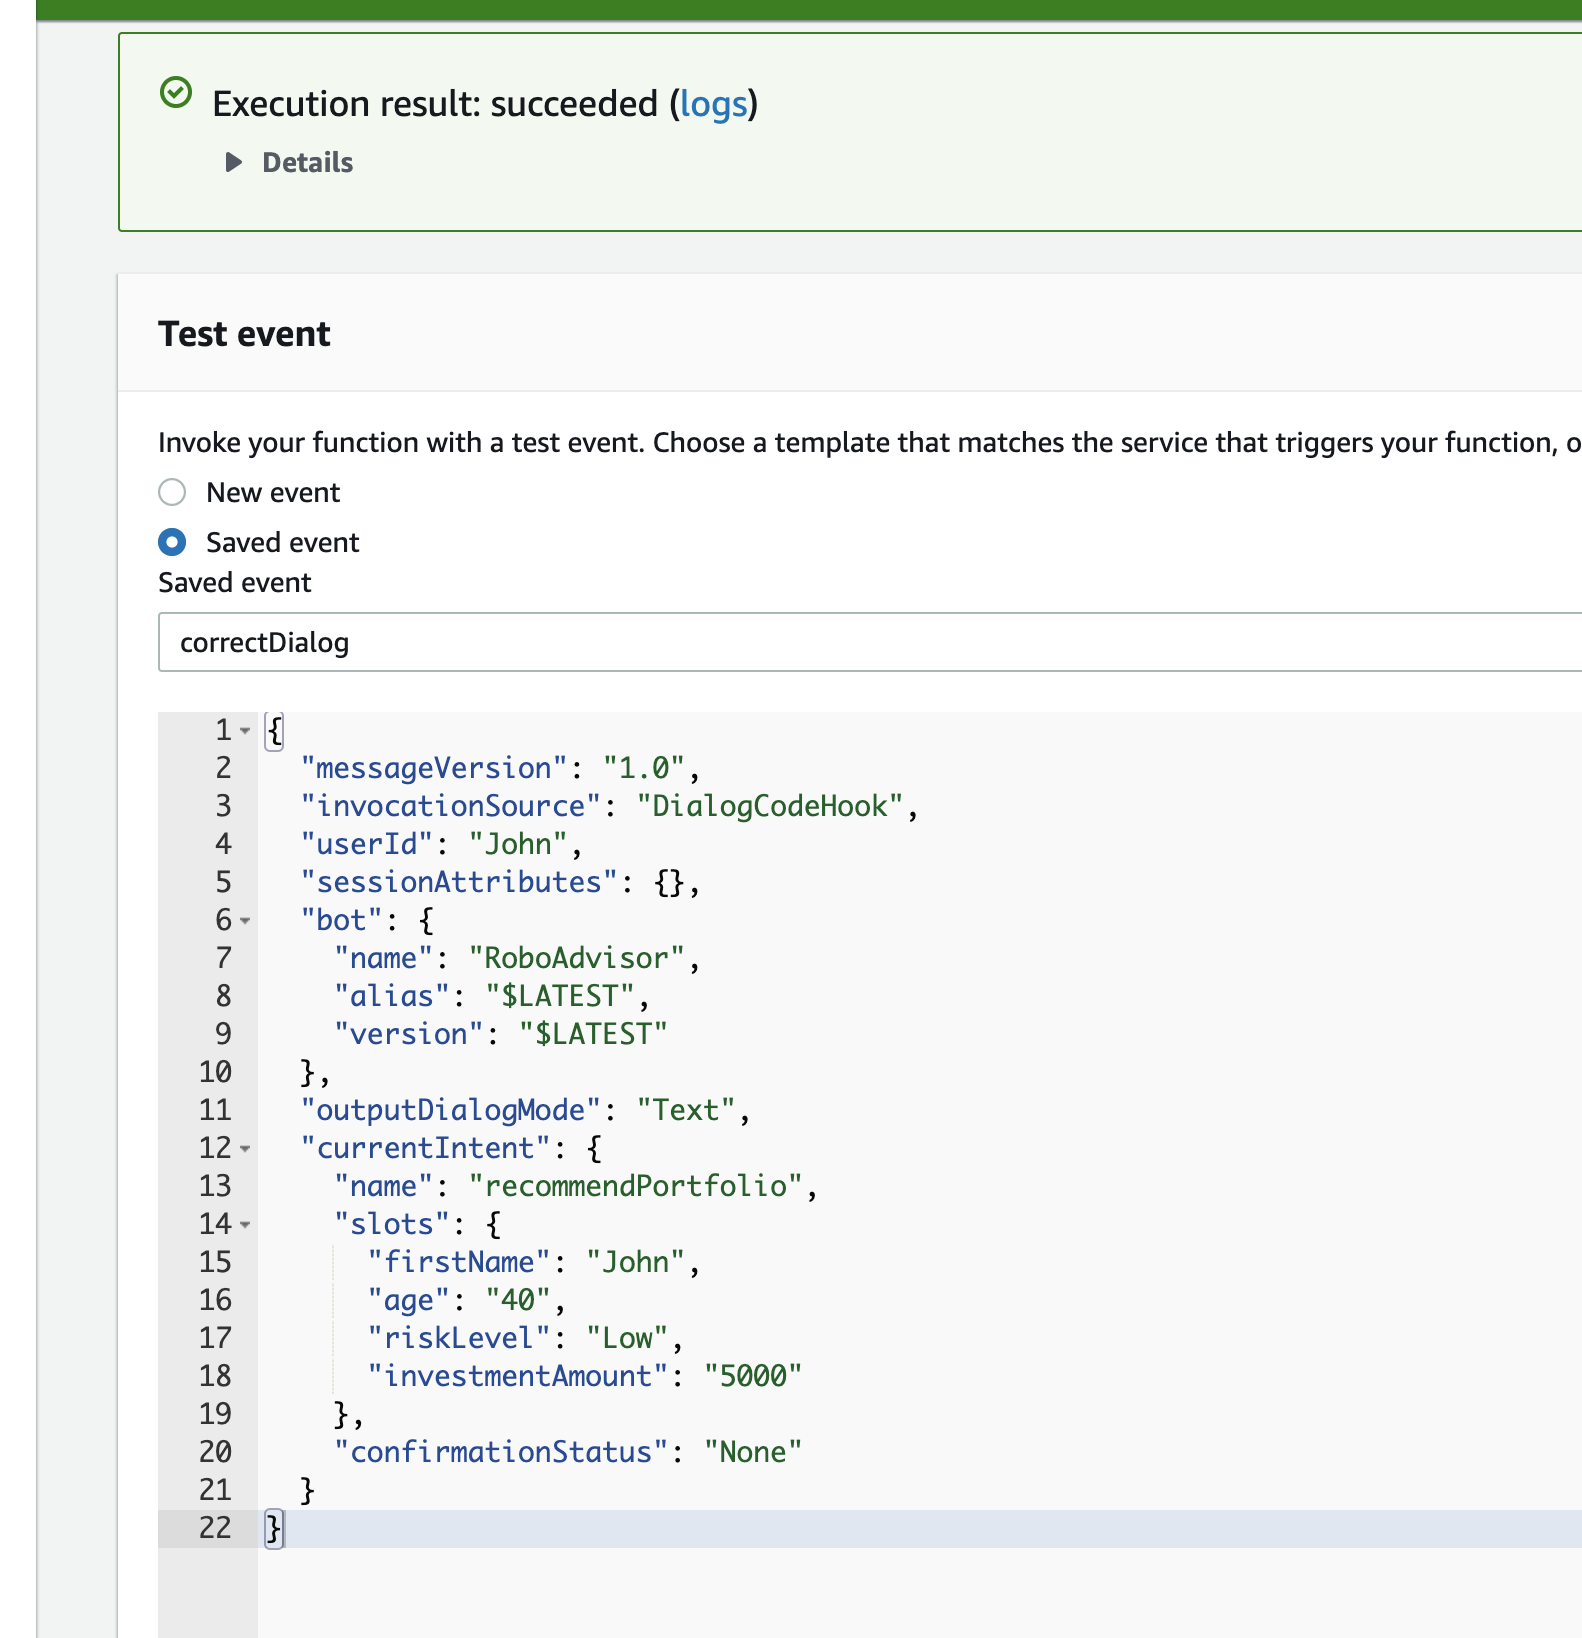 Execution result: succeeded (logs)
Details
Test event
Invoke your function with a test event. Choose a template that matches the service that triggers your function, o
New event
Saved event
Saved event
correctDialog
1 {
2 "messageVersion": "1.0",
3 "invocationSource": "DialogCodeHook",
4 "userId": "John",
5 "sessionAttributes": {},
6 "bot": {
7 "name": "RoboAdvisor",
8 "alias": "$LATEST",
9 "version": "$LATEST"
10 },
11 "outputDialogMode": "Text",
12 "currentIntent": {
13 "name": "recommendPortfolio",
14 "slots": {
15 "firstName": "John",
16 "age": "40",
17 "riskLevel": "Low",
18 "investmentAmount": "5000"
19 },
20 "confirmationStatus": "None"
21 }
22 }